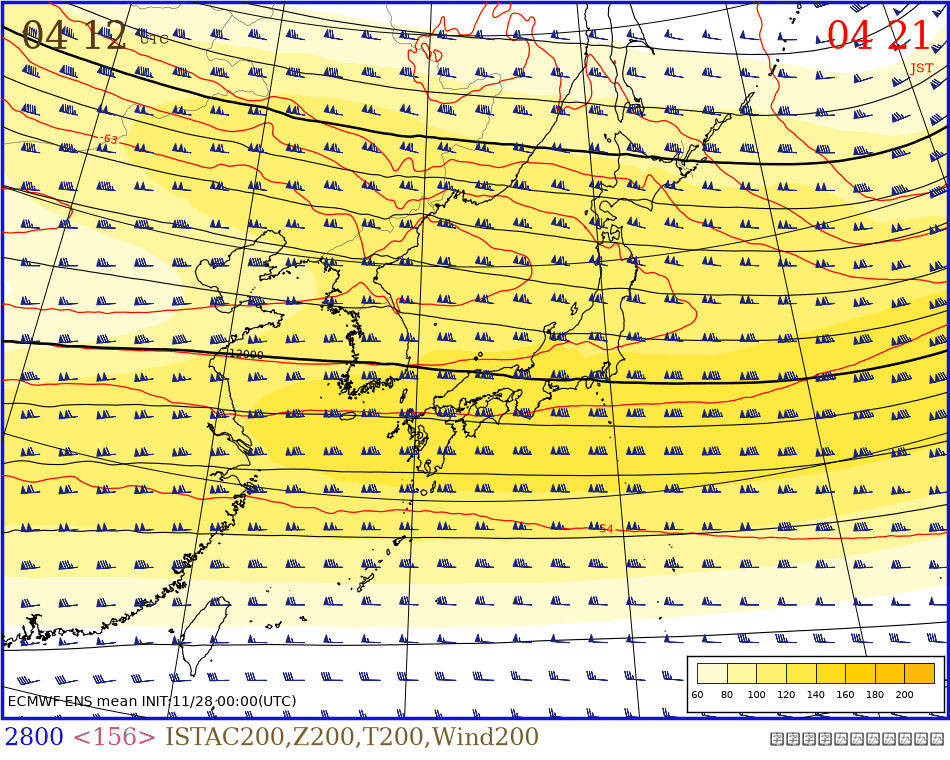 04 12 UTC
04 21
JST
-63
12000
-54
60 80 100 120 140 160 180 200
ECMWF ENS mean INIT:11/28 00:00(UTC)
2800 <156> ISTAC200,Z200,T200,Wind200